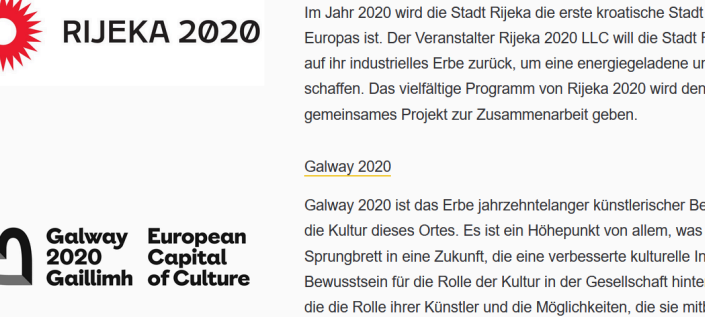 RIJEKA 2020
Im Jahr 2020 wird die Stadt Rijeka die erste kroatische Stadt
Europas ist. Der Veranstalter Rijeka 2020 LLC will die Stadt
auf ihr industrielles Erbe zurück, um eine energiegeladene
schaffen. Das vielfältige Programm von Rijeka 2020 wird den
gemeinsames Projekt zur Zusammenarbeit geben.
Galway 2020
Galway 2020 ist das Erbe jahrzehntelanger künstlerischer
die Kultur dieses Ortes. Es ist ein Höhepunkt von allem, was
Sprungbrett in eine Zukunft, die eine verbesserte kulturelle
Bewusstsein für die Rolle der Kultur in der Gesellschaft
die die Rolle ihrer Künstler und die Möglichkeiten, die sie
Galway European
2020 Capital
Gaillimh of Culture